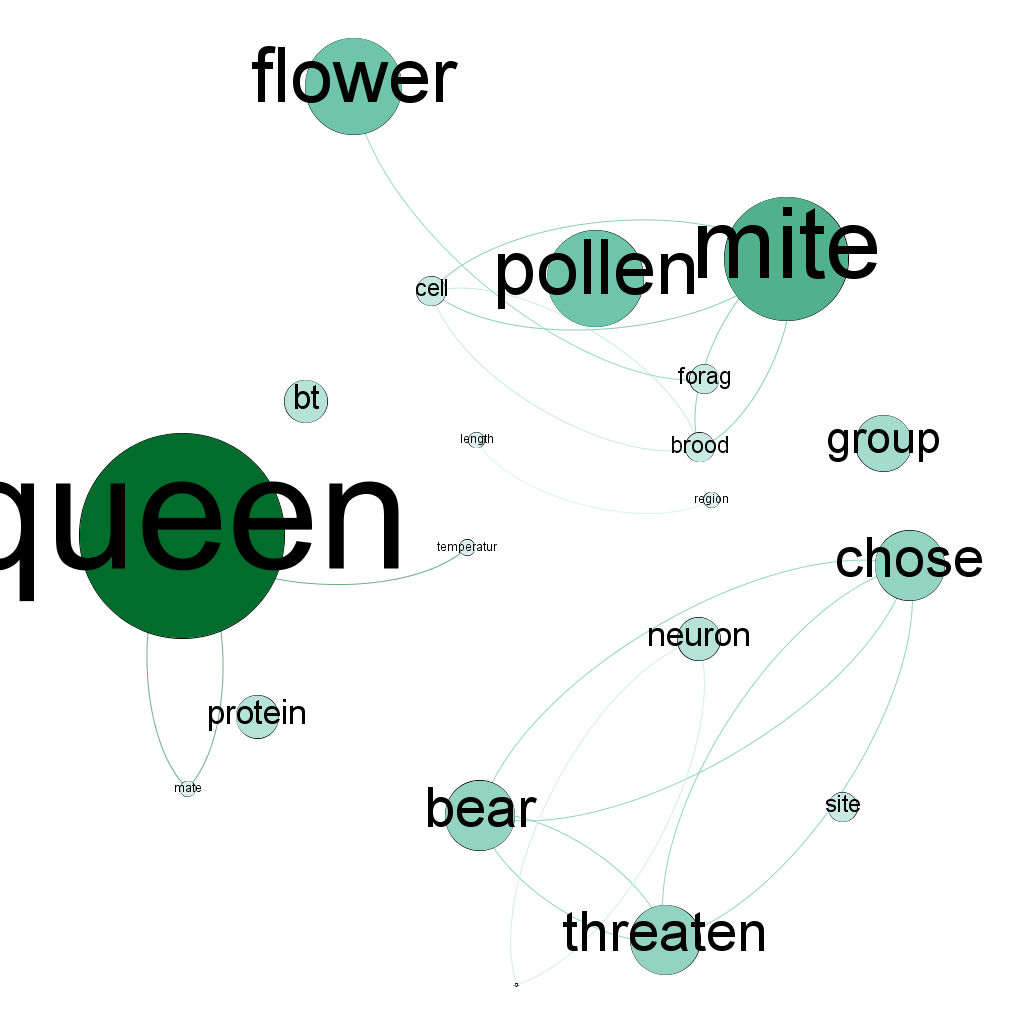 flower
mite
pollen
cell
forag
bt
length
brood
group
region
queen
temperatur
chose
neuron
protein
mate
bear
site
threaten